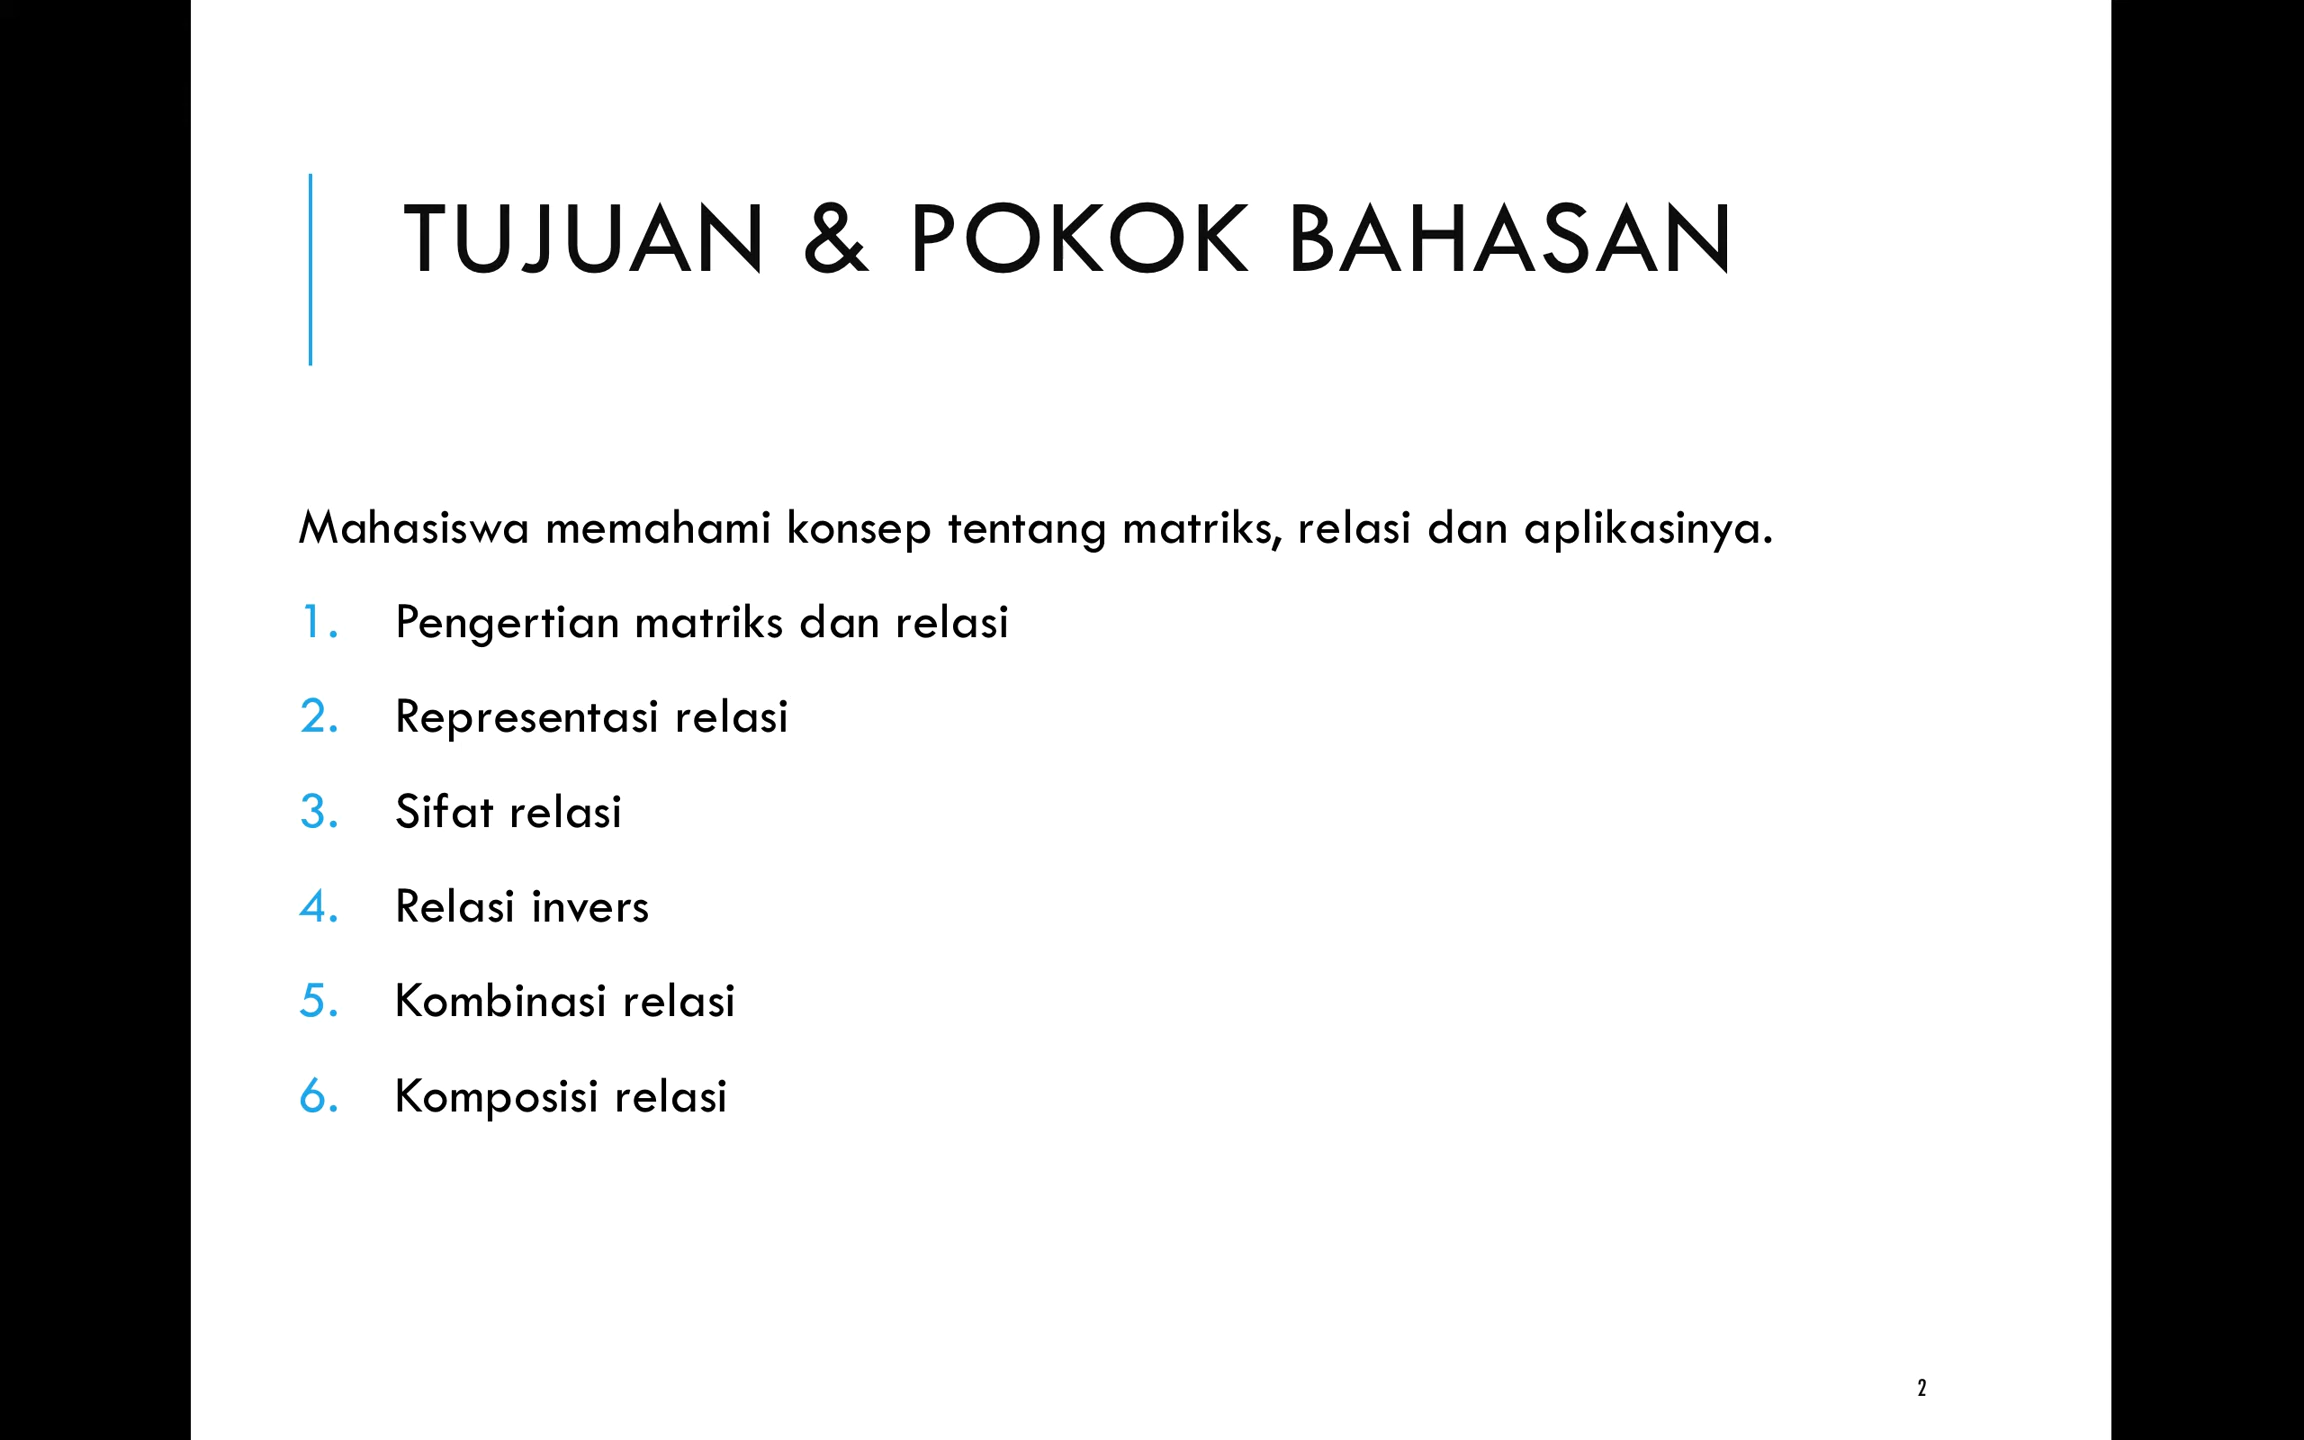 TUJUAN & POKOK BAHASAN
Mahasiswa memahami konsep tentang matriks, relasi dan aplikasinya.
1. Pengertian matriks dan relasi
2. Representasi relasi
3. Sifat relasi
4. Relasi invers
5. Kombinasi relasi
6. Komposisi relasi
2